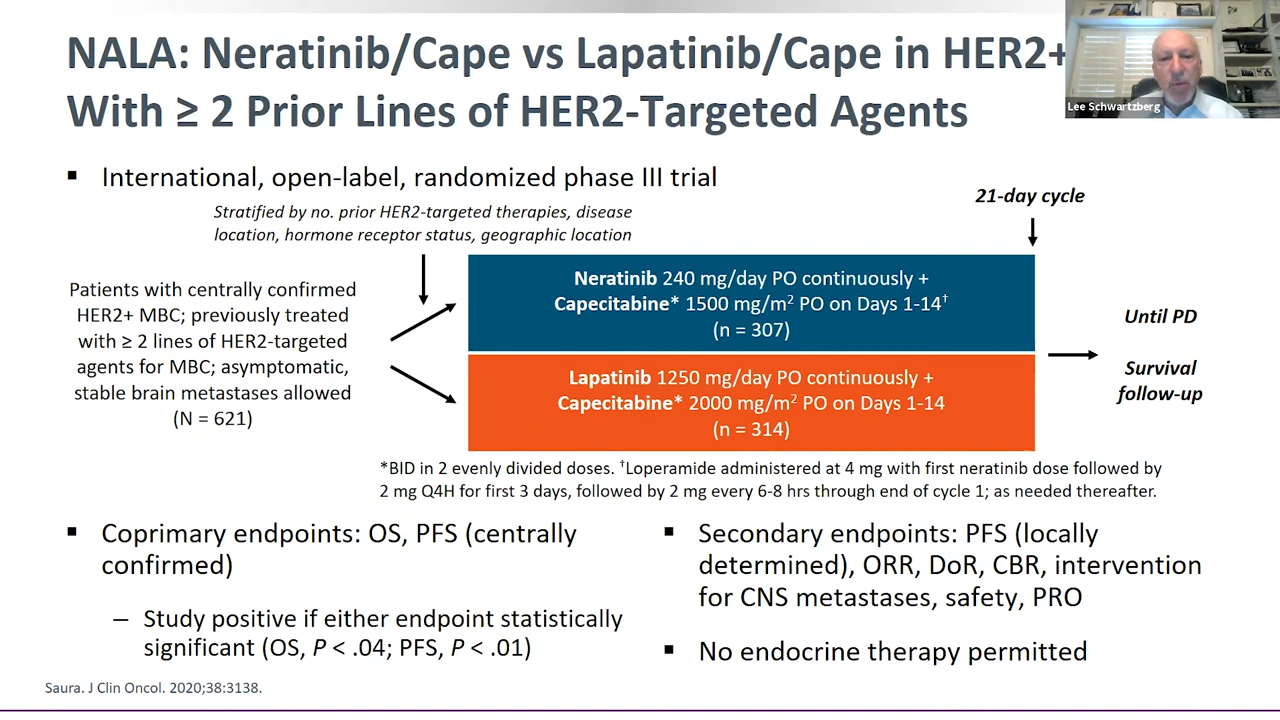 NALA: Neratinib/Cape vs Lapatinib/Cape in HER2+
With ≥ 2 Prior Lines of HER2-Targeted Agents
Lee Schwartzberg
▪ International, open-label, randomized phase III trial
Stratified by no. prior HER2-targeted therapies, disease
location, hormone receptor status, geographic location
21-day cycle
Patients with centrally confirmed
HER2+ MBC; previously treated
with ≥ 2 lines of HER2-targeted
agents for MBC; asymptomatic,
stable brain metastases allowed
(N = 621)
Neratinib 240 mg/day PO continuously +
Capecitabine* 1500 mg/m² PO on Days 1-14†
(n = 307)
Lapatinib 1250 mg/day PO continuously +
Capecitabine* 2000 mg/m² PO on Days 1-14
(n = 314)
Until PD
Survival
follow-up
*BID in 2 evenly divided doses. †Loperamide administered at 4 mg with first neratinib dose followed by
2 mg Q4H for first 3 days, followed by 2 mg every 6-8 hrs through end of cycle 1; as needed thereafter.
▪ Coprimary endpoints: OS, PFS (centrally
confirmed)
– Study positive if either endpoint statistically
significant (OS, P < .04; PFS, P < .01)
▪ Secondary endpoints: PFS (locally
determined), ORR, DoR, CBR, intervention
for CNS metastases, safety, PRO
▪ No endocrine therapy permitted
Saura. J Clin Oncol. 2020;38:3138.